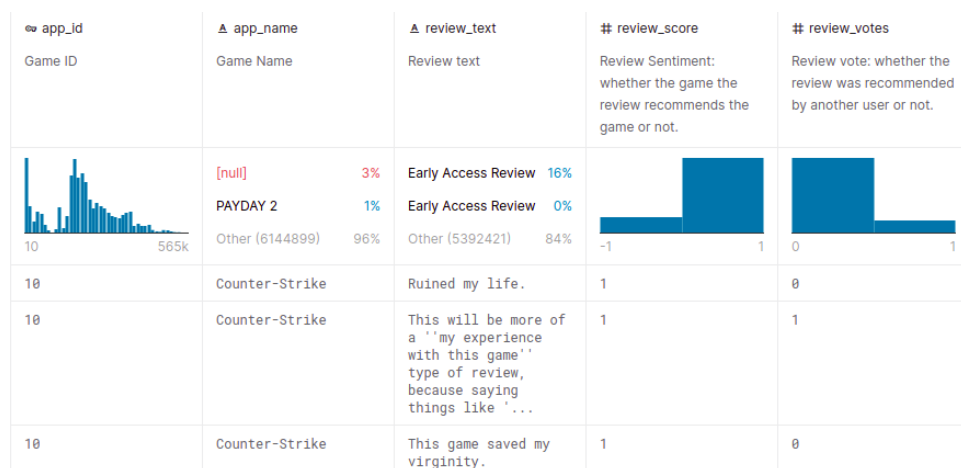 app_id
app_name
review_text
review_score
# review_votes
Game ID
Game Name
Review text
Review Sentiment:
whether the game the
review recommends the
game or not.
Review vote: whether the
review was recommended
by another user or not.
[null] 3%
PAYDAY 2 1%
Other (6144899) 96%
Early Access Review 16%
Early Access Review 0%
Other (5392421) 84%
10 565k
-1 1
0 1
10
Counter-Strike
Ruined my life.
1
0
10
Counter-Strike
This will be more of
a ''my experience
with this game''
type of review,
because saying
things like `...
1
1
10
Counter-Strike
This game saved my
virginity.
1
0